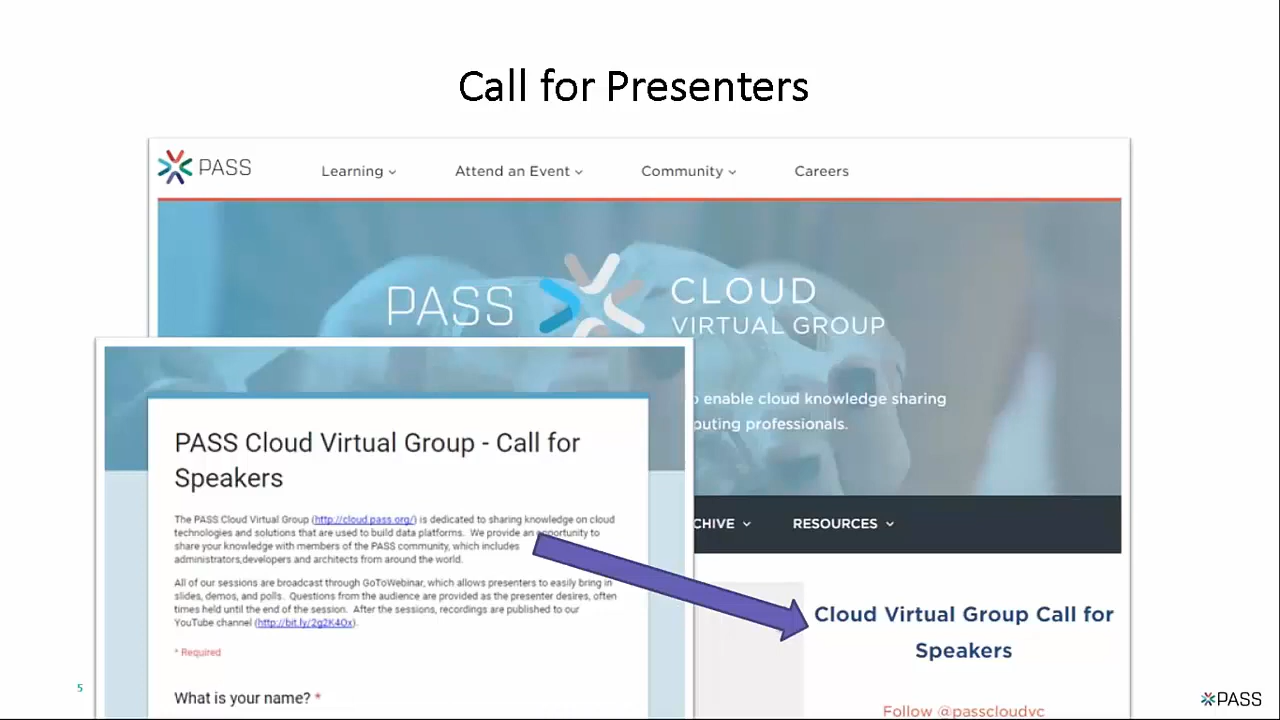 Call for Presenters
PASS
Learning
Attend an Event
Community
Careers
PASS
CLOUD
VIRTUAL GROUP
enable cloud knowledge sharing
professionals.
RESOURCES
PASS Cloud Virtual Group - Call for
Speakers
The PASS Cloud Virtual Group (http://cloud.pass.org/) is dedicated to sharing knowledge on cloud
technologies and solutions that are used to build data platforms. We provide an opportunity to
share your knowledge with members of the PASS community, which includes
administrators,developers and architects from around the world.
All of our sessions are broadcast through GoToWebinar, which allows presenters to easily bring in
slides, demos, and polls. Questions from the audience are provided as the presenter desires, often
times held until the end of the session. After the sessions, recordings are published to our
YouTube channel (http://bit.ly/2g2K4Ox).
* Required
What is your name? *
Cloud Virtual Group Call for
Speakers
Follow @passcloudvc
5
PASS